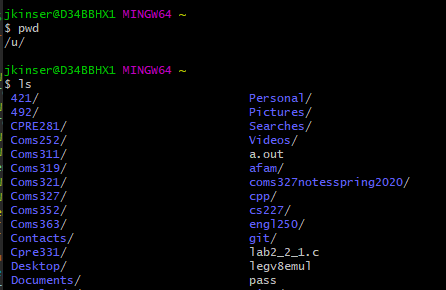 jkinser@D34BBHX1 MINGW64 ~
$ pwd
/u/
jkinser@D34BBHX1 MINGW64 ~
$ ls
421/ Personal/
492/ Pictures/
CPRE281/ Searches/
Coms252/ Videos/
Coms311/ a.out
Coms319/ afam/
Coms321/ coms327notesspring2020/
Coms327/ cpp/
Coms352/ cs227/
Coms363/ engl250/
Contacts/ git/
Cpre331/ lab2_2_1.c
Desktop/ legv8emul
Documents/ pass